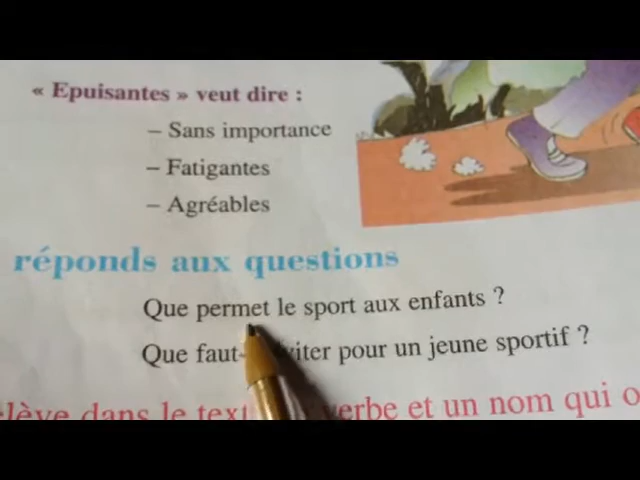 « Epuisantes » veut dire :
– Sans importance
– Fatigantes
– Agréables
réponds aux questions
Que permet le sport aux enfants ?
Que faut- viter pour un jeune sportif ?
lève dans le text verbe et un nom qui